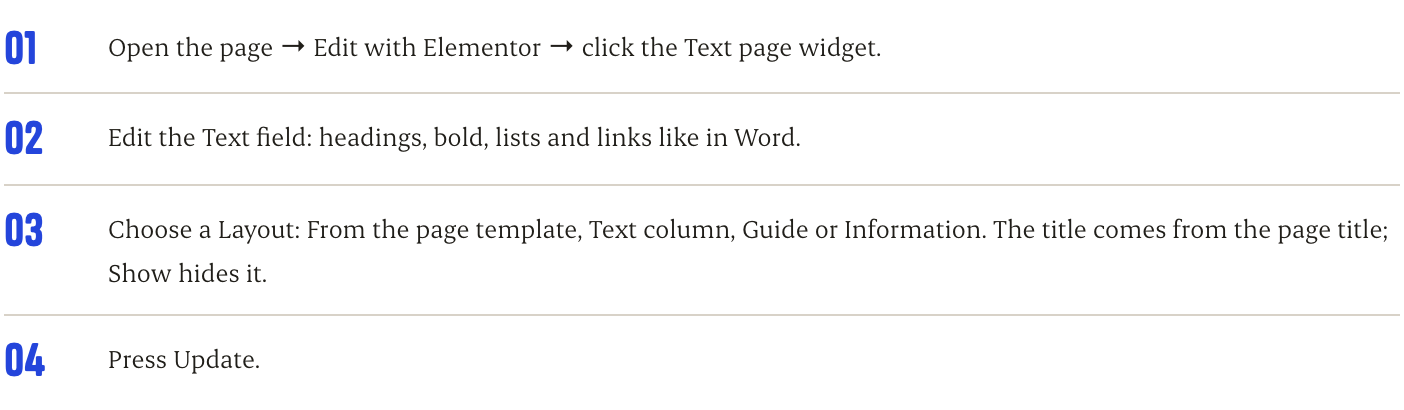 01 Open the page → Edit with Elementor → click the Text page widget.
02 Edit the Text field: headings, bold, lists and links like in Word.
03 Choose a Layout: From the page template, Text column, Guide or Information. The title comes from the page title;
Show hides it.
04 Press Update.